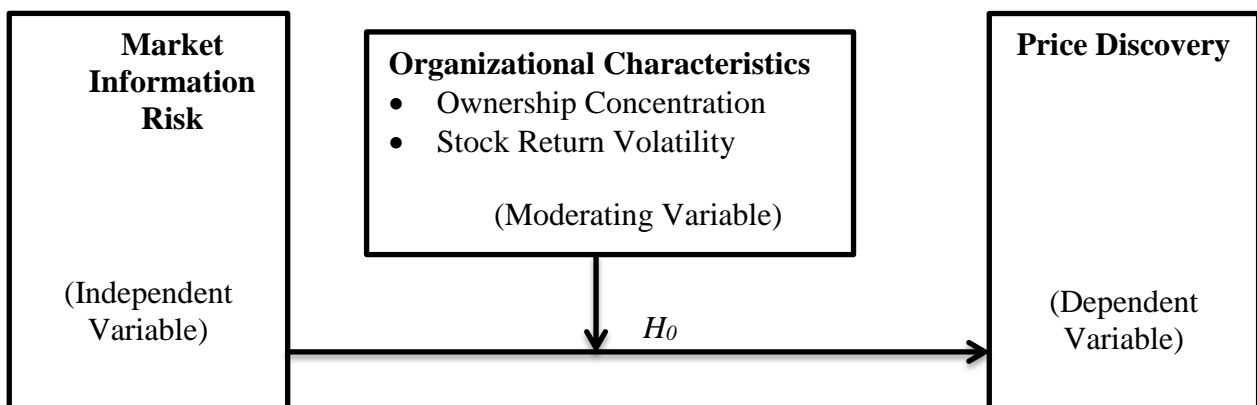 Market
Information
Risk
(Independent
Variable)
Organizational Characteristics
• Ownership Concentration
• Stock Return Volatility
(Moderating Variable)
H0
Price Discovery
(Dependent
Variable)